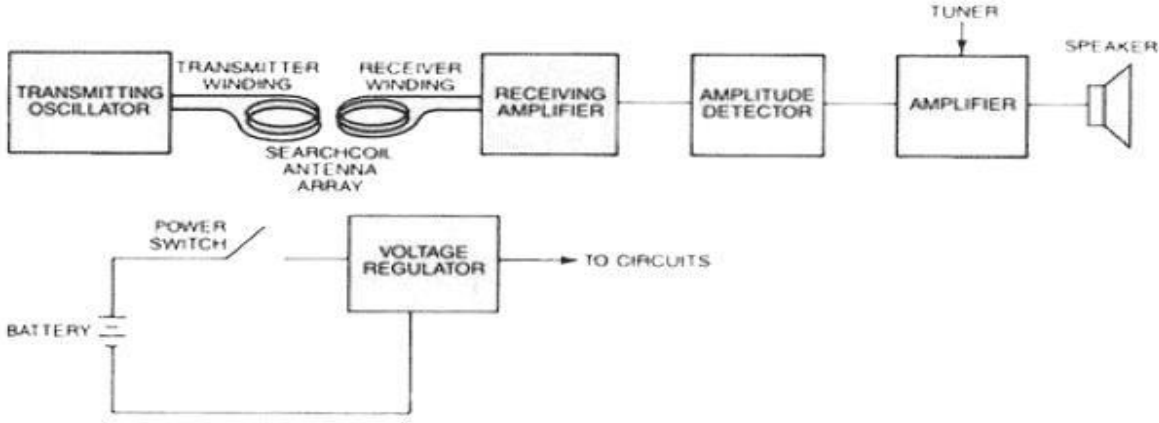 TUNER
SPEAKER
TRANSMITTING
OSCILLATOR
TRANSMITTER
WINDING
RECEIVER
WINDING
RECEIVING
AMPLIFIER
AMPLITUDE
DETECTOR
AMPLIFIER
SEARCHCOIL
ANTENNA
ARRAY
POWER
SWITCH
VOLTAGE
REGULATOR
TO CIRCUITS
BATTERY